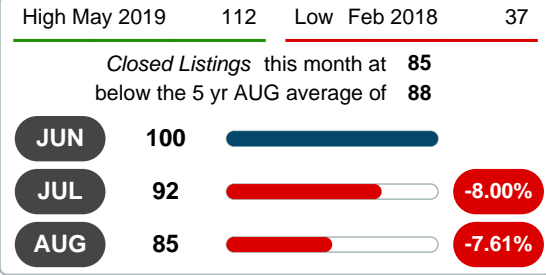 High May 2019 112 Low Feb 2018 37
Closed Listings this month at 85
below the 5 yr AUG average of 88
JUN 100
JUL 92 -8.00%
AUG 85 -7.61%